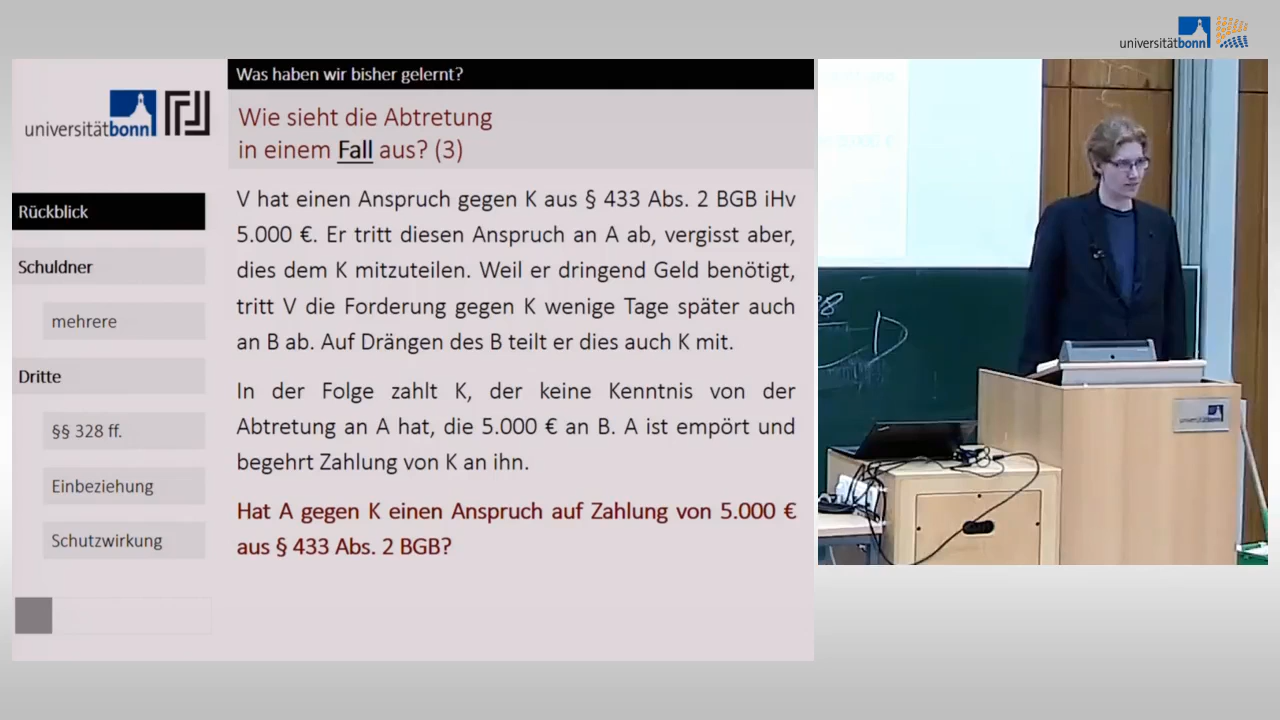 universitätbonn
Was haben wir bisher gelernt?
universitätbonn
Wie sieht die Abtretung
in einem Fall aus? (3)
Rückblick
Schuldner
mehrere
Dritte
§§ 328 ff.
Einbeziehung
Schutzwirkung
V hat einen Anspruch gegen K aus § 433 Abs. 2 BGB iHv
5.000 €. Er tritt diesen Anspruch an A ab, vergisst aber,
dies dem K mitzuteilen. Weil er dringend Geld benötigt,
tritt V die Forderung gegen K wenige Tage später auch
an B ab. Auf Drängen des B teilt er dies auch K mit.
In der Folge zahlt K, der keine Kenntnis von der
Abtretung an A hat, die 5.000 € an B. A ist empört und
begehrt Zahlung von K an ihn.
Hat A gegen K einen Anspruch auf Zahlung von 5.000 €
aus § 433 Abs. 2 BGB?
universitätbonn